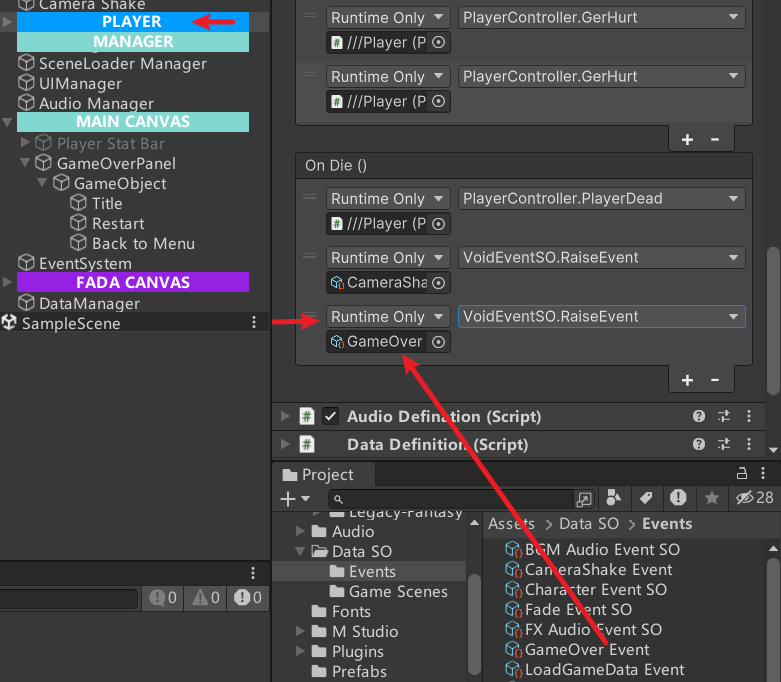 Camera Shake
PLAYER
MANAGER
SceneLoader Manager
UIManager
Audio Manager
MAIN CANVAS
Player Stat Bar
GameOverPanel
GameObject
Title
Restart
Back to Menu
EventSystem
FADA CANVAS
DataManager
SampleScene
0 0 0
Runtime Only PlayerController.GerHurt
///Player (P
Runtime Only PlayerController.GerHurt
///Player (P
+ -
On Die ()
Runtime Only PlayerController.PlayerDead
///Player (P
Runtime Only VoidEventSO.RaiseEvent
CameraSha
Runtime Only VoidEventSO.RaiseEvent
GameOver
+ -
# Audio Defination (Script)
# Data Definition (Script)
Project
28
Legacy-Fantasy
Audio
Data SO
Events
Game Scenes
Fonts
M Studio
Plugins
Prefabs
Assets > Data SO > Events
BGM Audio Event SO
CameraShake Event
Character Event SO
Fade Event SO
FX Audio Event SO
GameOver Event
LoadGameData Event